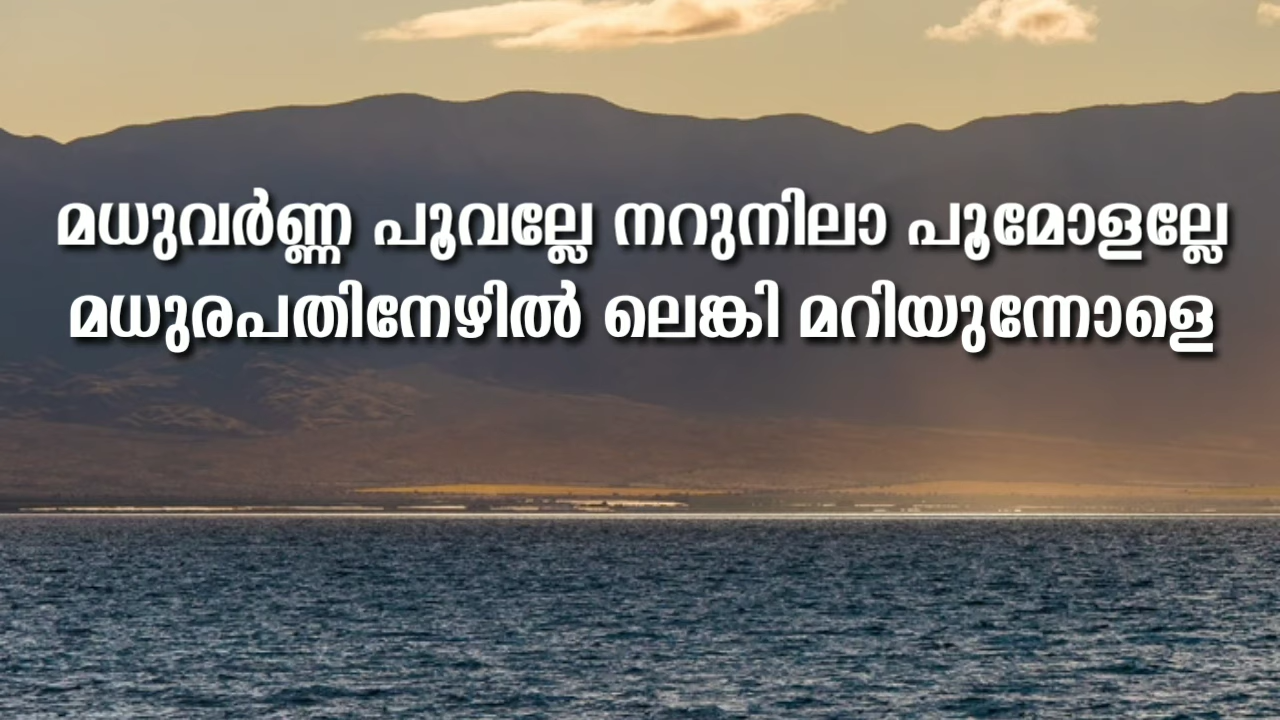 മധുവർണ്ണ പൂവല്ലേ നറുനിലാ പൂമോളല്ലേ
മധുരപതിനേഴിൽ ലെങ്കി മറിയുന്നോളെ